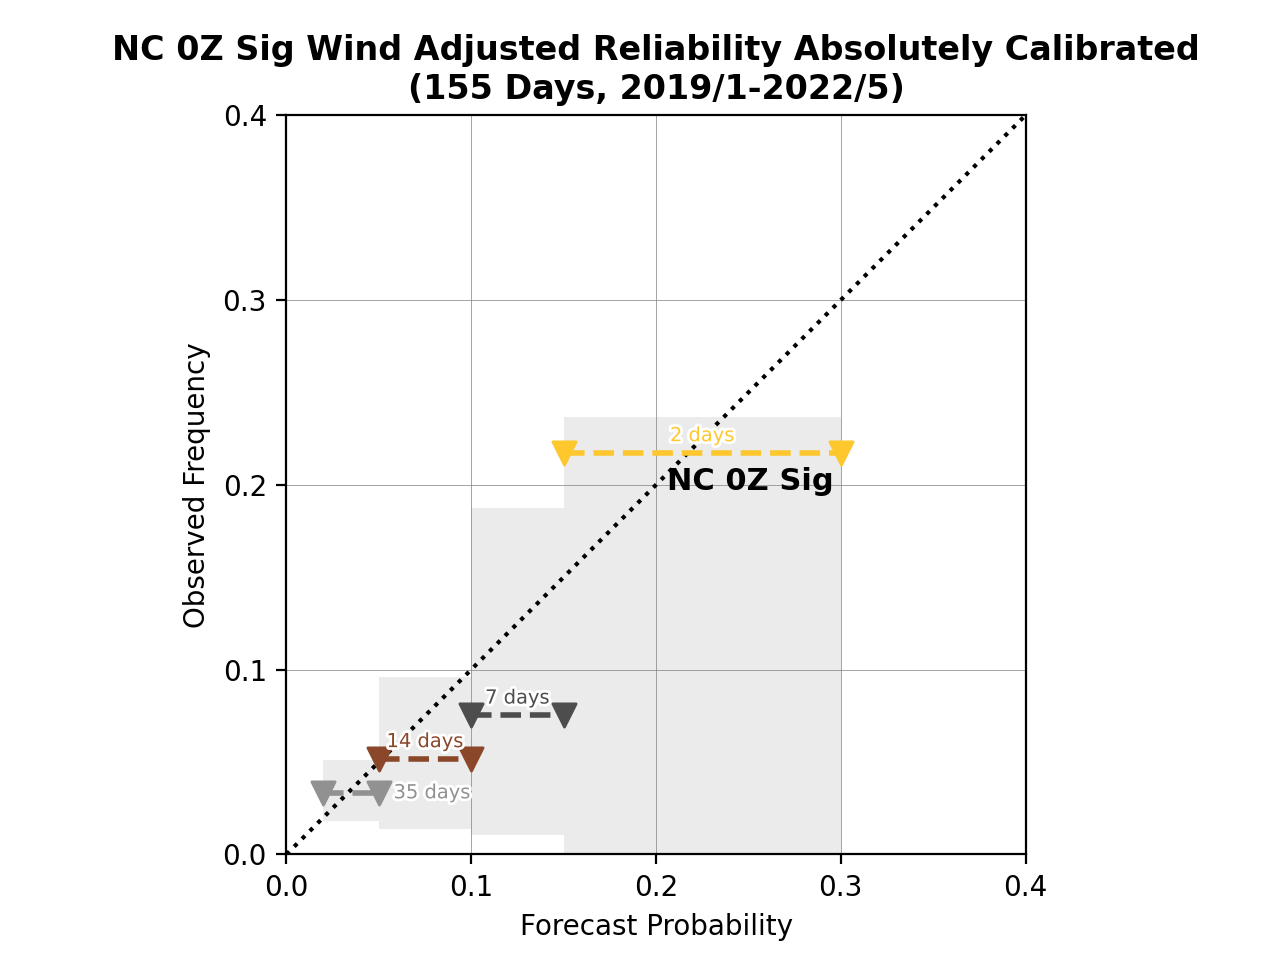 NC 0Z Sig Wind Adjusted Reliability Absolutely Calibrated
(155 Days, 2019/1-2022/5)
0.4
0.3
0.2
0.1
0.0
Observed Frequency
2 days
NC 0Z Sig
7 days
14 days
35 days
0.0 0.1 0.2 0.3 0.4
Forecast Probability